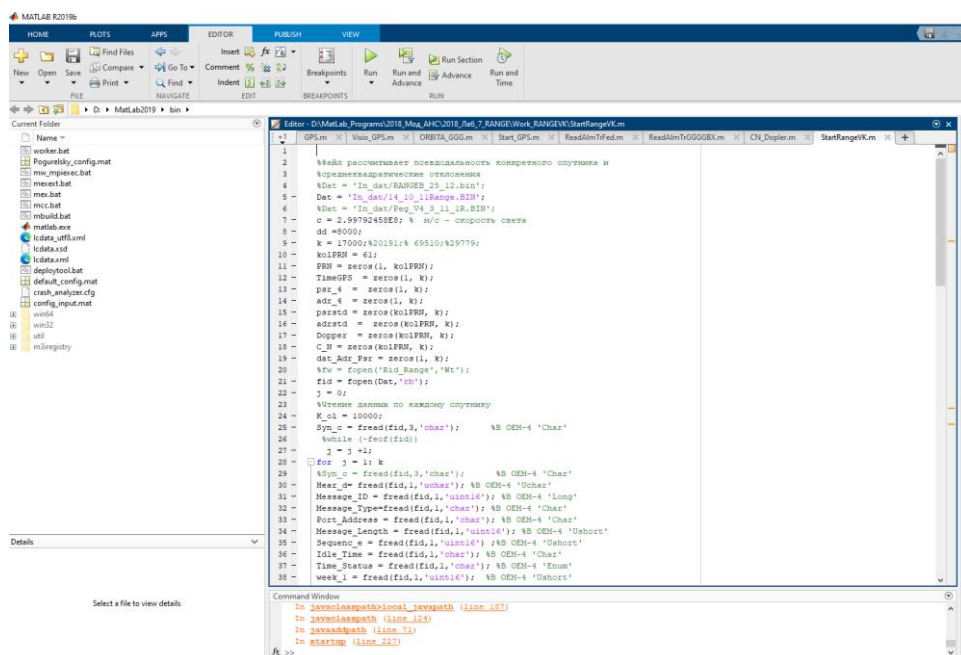 MATLAB R2019b
HOME PLOTS APPS EDITOR PUBLISH VIEW
New Open Save Find Files Compare Print Go To Find Insert fx Comment % Indent Breakpoints Run Run and Advance Run Section Advance Run and Time
FILE NAVIGATE EDIT BREAKPOINTS RUN
D: MatLab2019 bin
Current Folder
Name
worker.bat
Pogurelsky_config.mat
mw_mpiexec.bat
mexext.bat
mex.bat
mcc.bat
mbuild.bat
matlab.exe
lcdata_utf8.xml
lcdata.xsd
lcdata.xml
deploytool.bat
default_config.mat
crash_analyzer.cfg
config_input.mat
win64
win32
util
m3iregistry
Details
Select a file to view details
Editor - D:\MatLab_Programs\2018_Мод_АНС\2018_Лаб_7_RANGE\Work_RANGEVK\StartRangeVK.m
GPS.m Visio_GPS.m ORBITA_GGG.m Start_GPS.m ReadAlmTrFed.m ReadAlmTrGGGGBX.m CN_Dopler.m StartRangeVK.m
1
2 %Файл рассчитывает псевдодальность конкретного спутника и
3 %среднеквадратические отклонения
4 %Dat = 'In_dat/RANGEB_25_12.bin';
5 Dat = 'In_dat/14_10_11Range.BIN';
6 %Dat = 'In_dat/Peg_V4_3_11_1R.BIN';
7 c = 2.99792458E8; % м/с - скорость света
8 dd =8000;
9 k = 17000;%20191;% 69510;%29779;
10 kolPRN = 61;
11 PRN = zeros(1, kolPRN);
12 TimeGPS = zeros(1, k);
13 psr_4 = zeros(1, k);
14 adr_4 = zeros(1, k);
15 psrstd = zeros(kolPRN, k);
16 adrstd = zeros(kolPRN, k);
17 Dopper = zeros(kolPRN, k);
18 C_N = zeros(kolPRN, k);
19 dat_Adr_Psr = zeros(1, k);
20 %fw = fopen('Rid_Range','Wt');
21 fid = fopen(Dat,'rb');
22 j = 0;
23 %Чтение данных по каждому спутнику
24 K_ol = 10000;
25 Syn_c = fread(fid,3,'char'); %В OEM-4 'Char'
26 %while (~feof(fid))
27 j = j +1;
28 for j = 1: k
29 %Syn_c = fread(fid,3,'char'); %В OEM-4 'Char'
30 Hear_d= fread(fid,1,'uchar'); %В OEM-4 'Uchar'
31 Message_ID = fread(fid,1,'uint16'); %В OEM-4 'Long'
32 Message_Type=fread(fid,1,'char'); %В OEM-4 'Char'
33 Port_Address = fread(fid,1,'char'); %В OEM-4 'Char'
34 Message_Length = fread(fid,1,'uint16'); %В OEM-4 'Ushort'
35 Sequenc_e = fread(fid,1,'uint16') ;%В OEM-4 'Ushort'
36 Idle_Time = fread(fid,1,'char'); %В OEM-4 'Char'
37 Time_Status = fread(fid,1,'char'); %В OEM-4 'Enum'
38 week_1 = fread(fid,1,'uint16'); %В OEM-4 'Ushort'
Command Window
In javaclasspath>local_javapath (line 187)
In javaclasspath (line 124)
In javaaddpath (line 71)
In startup (line 227)
fx >>